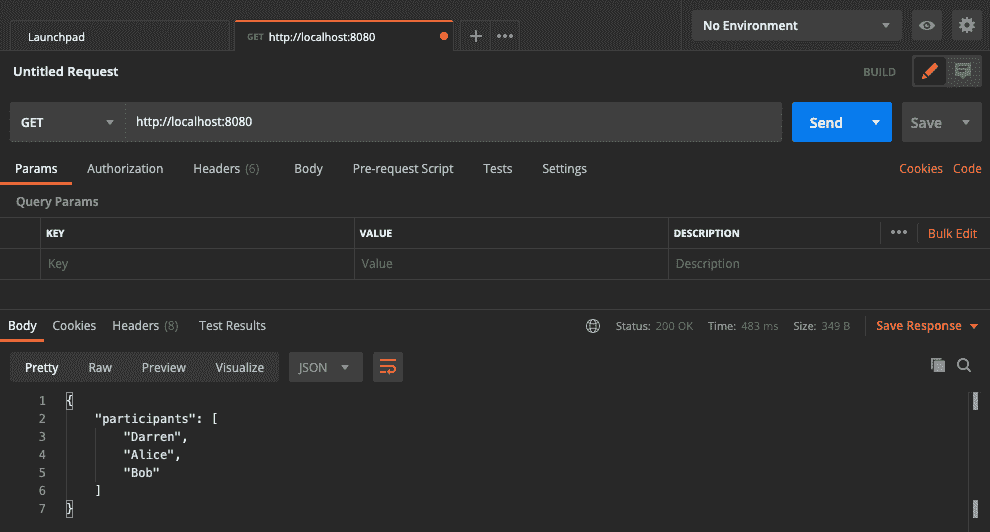 Launchpad
GET http://localhost:8080
No Environment
Untitled Request
BUILD
GET http://localhost:8080 Send Save
Params Authorization Headers (6) Body Pre-request Script Tests Settings Cookies Code
Query Params
KEY VALUE DESCRIPTION Bulk Edit
Key Value Description
Body Cookies Headers (8) Test Results Status: 200 OK Time: 483 ms Size: 349 B Save Response
Pretty Raw Preview Visualize JSON
1 {
2 "participants": [
3 "Darren",
4 "Alice",
5 "Bob"
6 ]
7 }